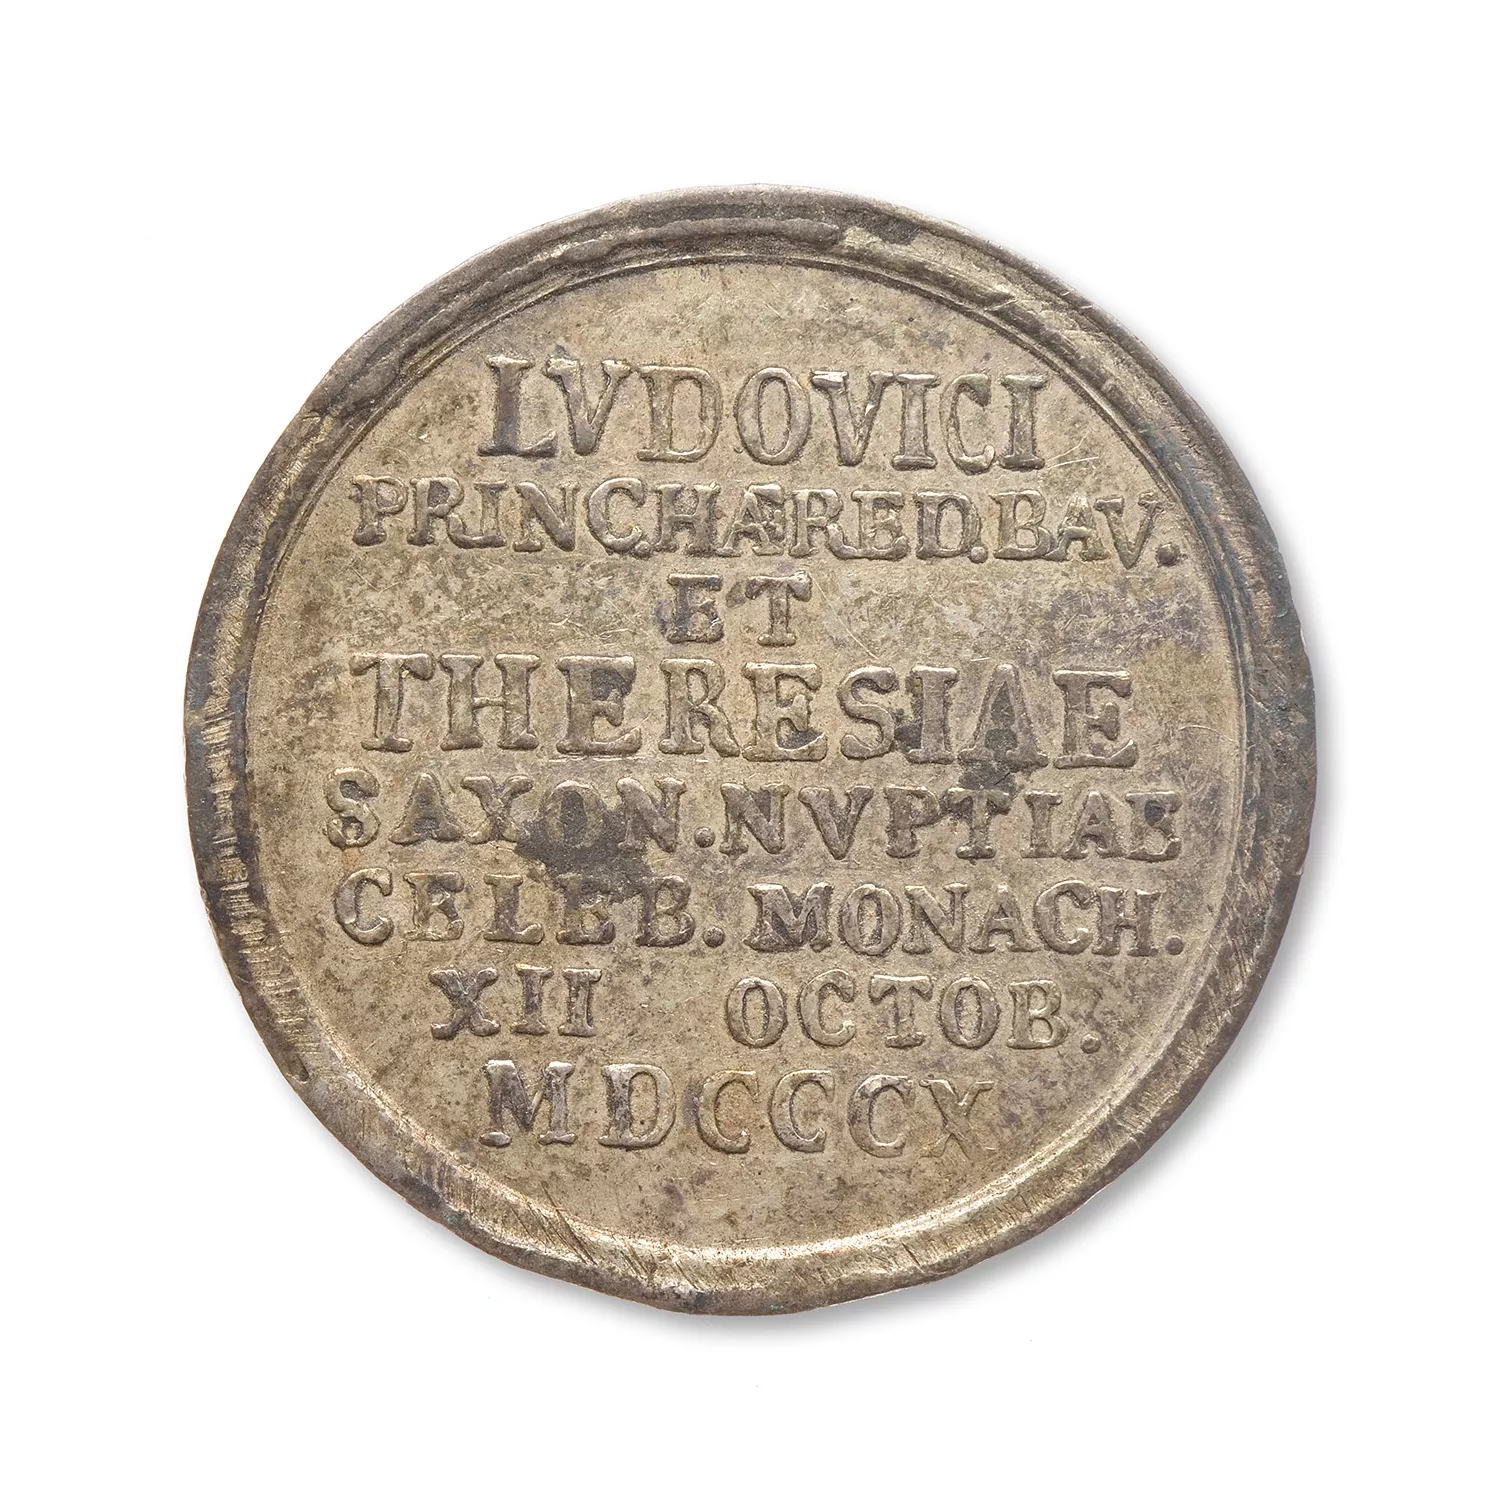 LVDOVICI
PRINC.HÆRED.BAV.
ET
THERESIAE
SAXON.NVPTIAE
CELEB. MONACH.
XII OCTOB.
MDCCCX